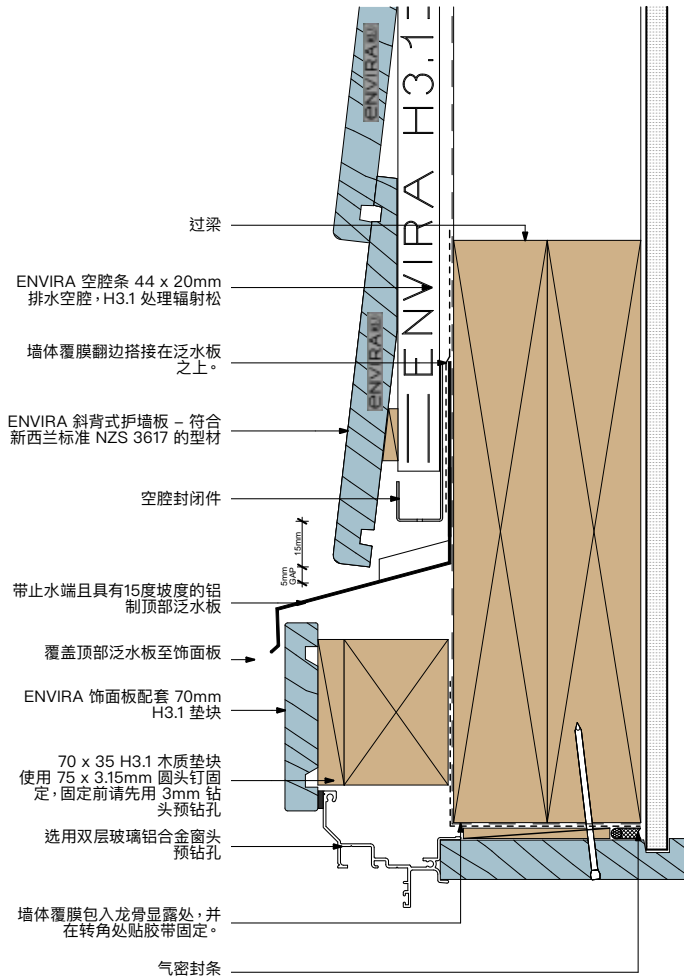 ENVIRA
ENVIRA H3.1
过梁
ENVIRA 空腔条 44 x 20mm
排水空腔，H3.1 处理辐射松
墙体覆膜翻边搭接在泛水板
之上。
ENVIRA
ENVIRA 斜背式护墙板 – 符合
新西兰标准 NZS 3617 的型材
空腔封闭件
15mm
5mm
GAP
带止水端且具有15度坡度的铝
制顶部泛水板
覆盖顶部泛水板至饰面板
ENVIRA 饰面板配套 70mm
H3.1 垫块
70 x 35 H3.1 木质垫块
使用 75 x 3.15mm 圆头钉固
定，固定前请先用 3mm 钻
头预钻孔
选用双层玻璃铝合金窗头
预钻孔
墙体覆膜包入龙骨显露处，并
在转角处贴胶带固定。
气密封条